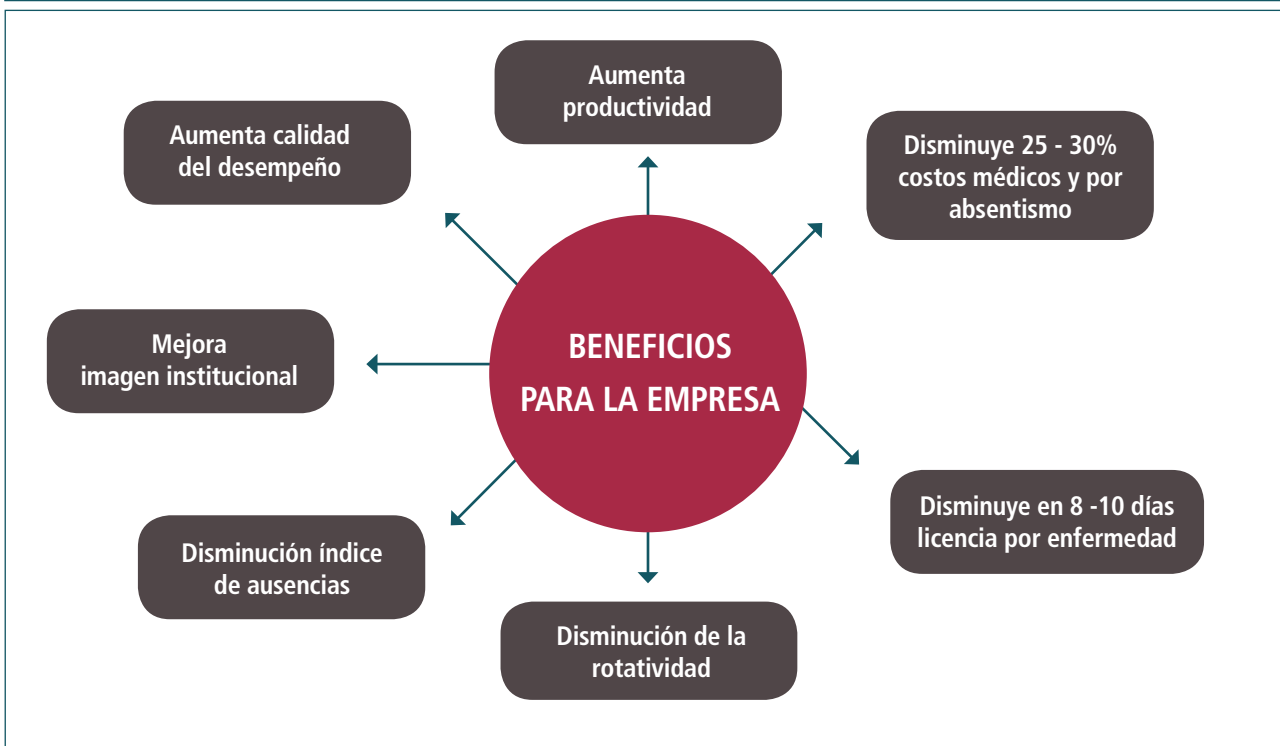 Aumenta
productividad
Aumenta calidad
del desempeño
Disminuye 25 - 30%
costos médicos y por
absentismo
Mejora
imagen institucional
BENEFICIOS
PARA LA EMPRESA
Disminuye en 8 -10 días
licencia por enfermedad
Disminución índice
de ausencias
Disminución de la
rotatividad